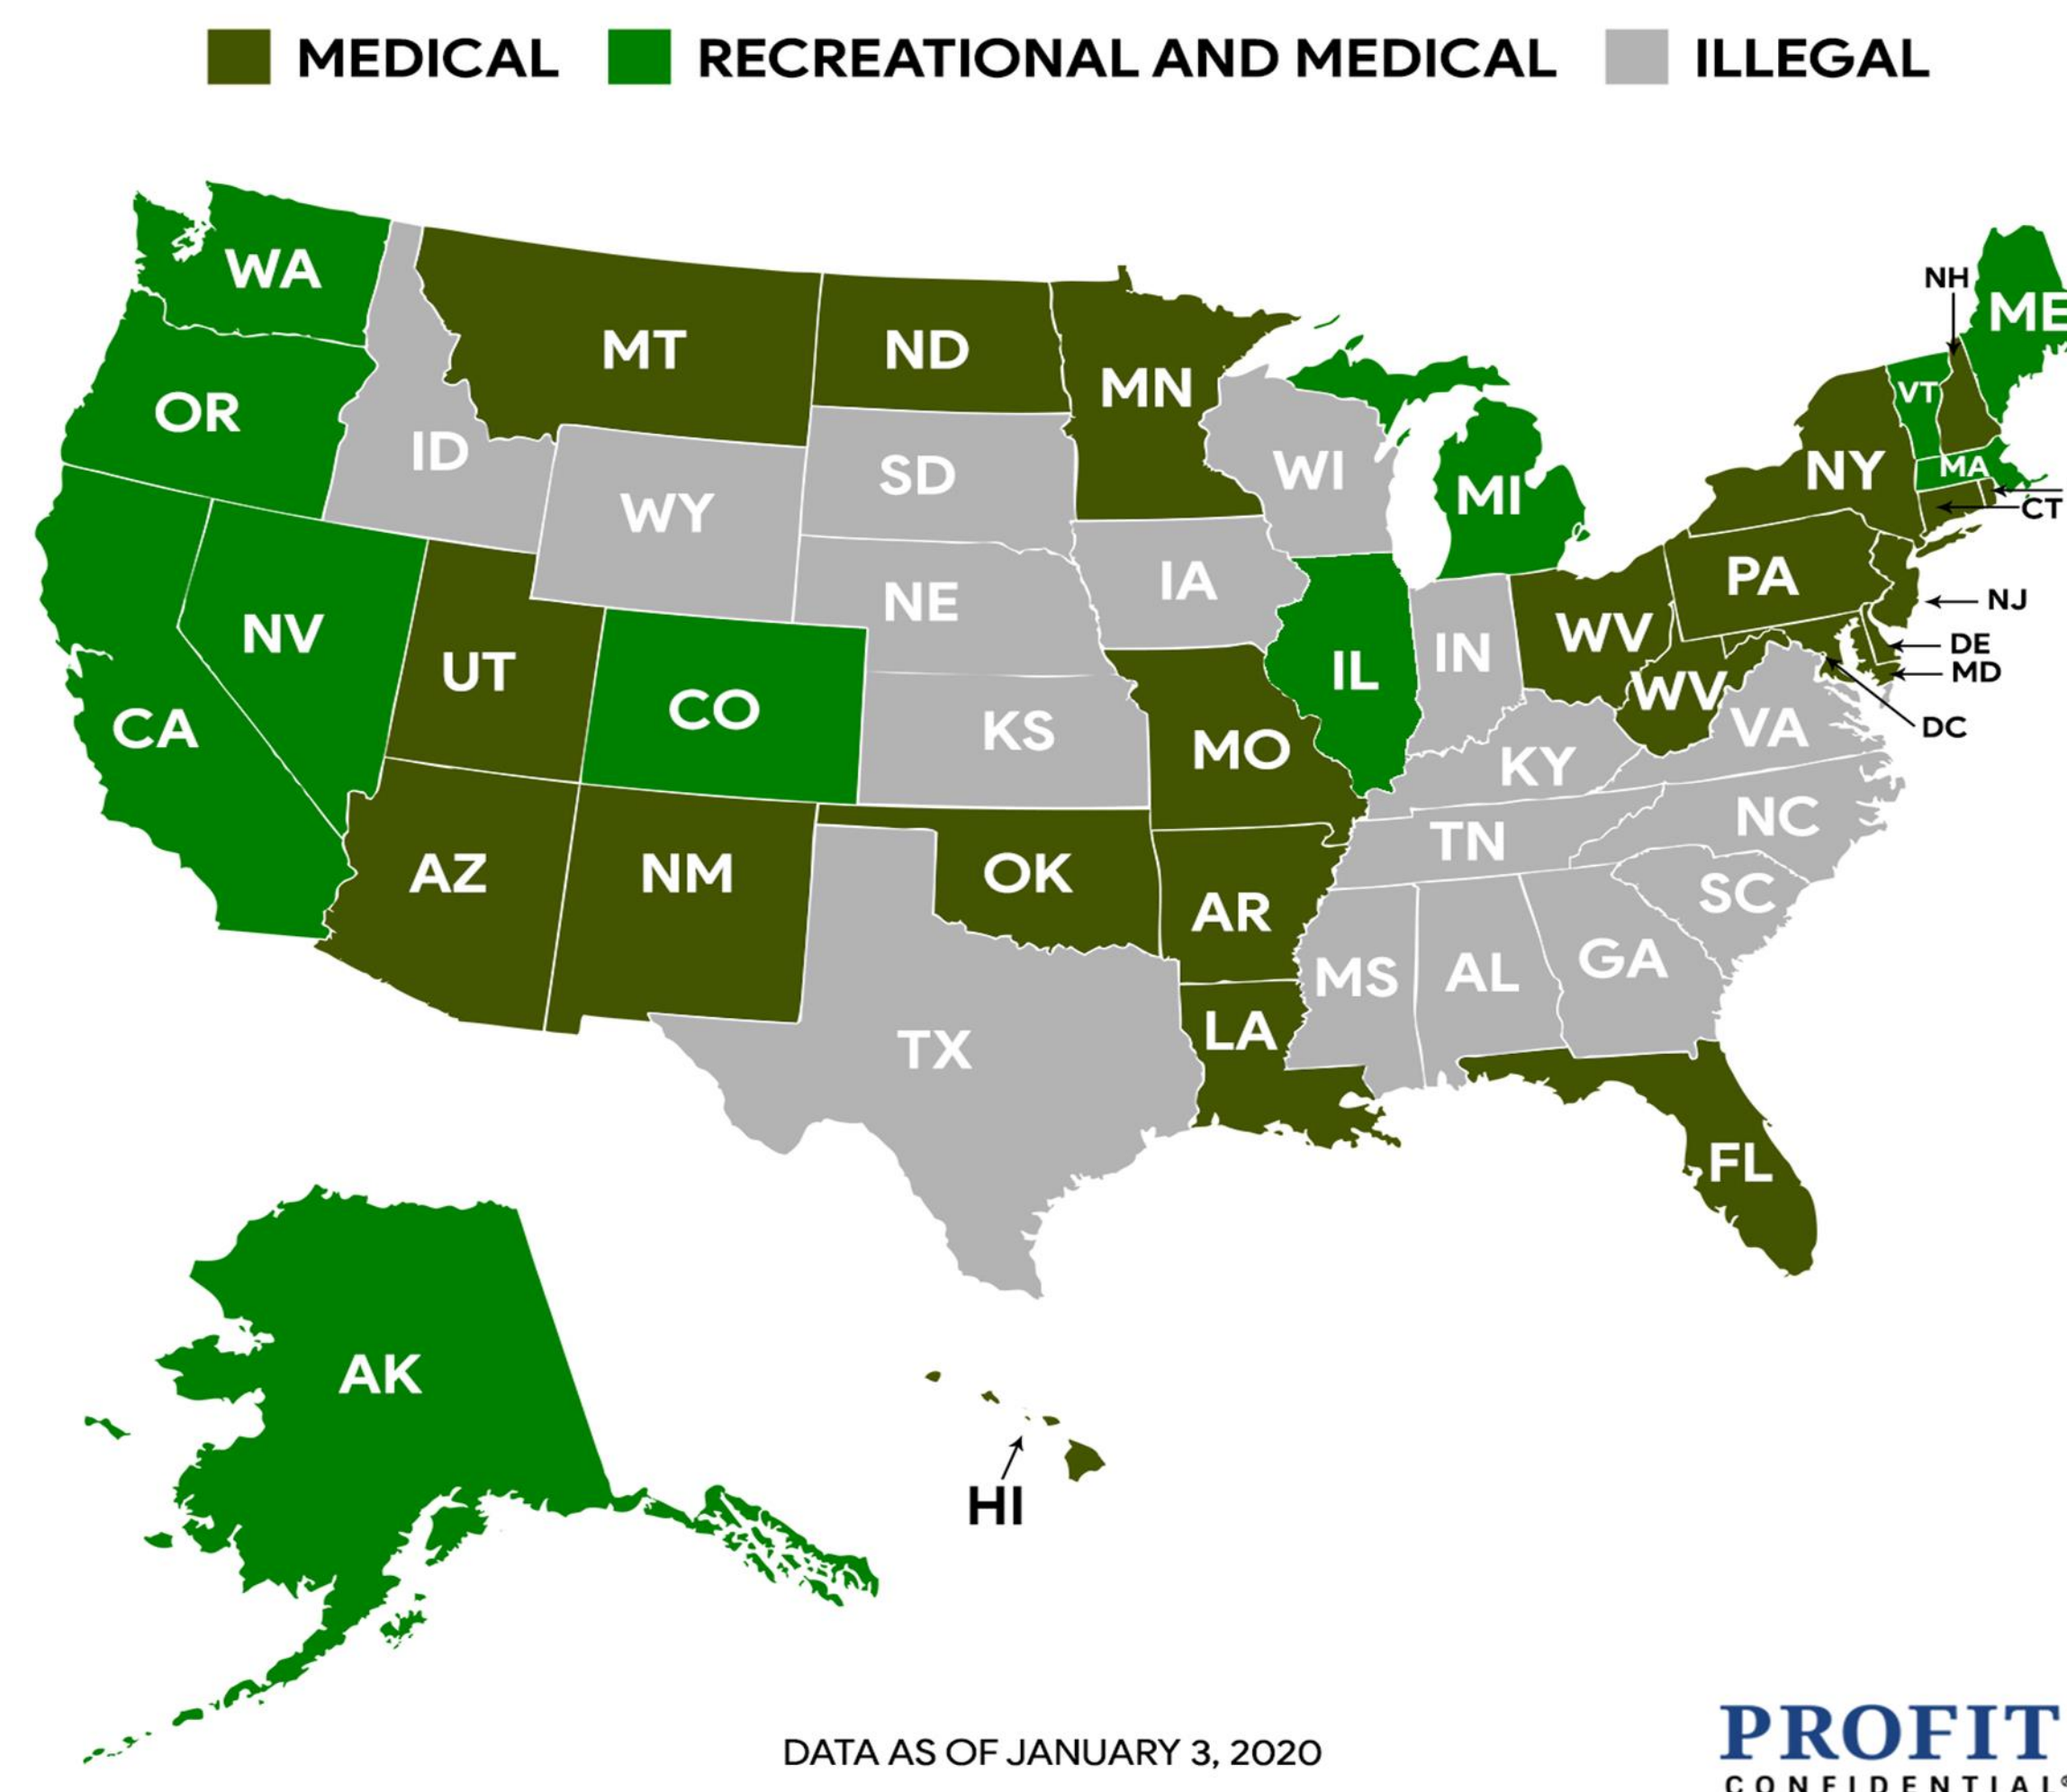 MEDICAL RECREATIONAL AND MEDICAL ILLEGAL
WA
MT
ND
MN
NH
ME
OR
ID
SD
WI
MI
VT
NY
MA
CT
WY
NV
UT
CO
NE
IA
IL
IN
WV
PA
NJ
DE
MD
DC
CA
KS
MO
KY
WV
VA
AZ
NM
OK
AR
TN
NC
SC
TX
LA
MS
AL
GA
FL
AK
HI
DATA AS OF JANUARY 3, 2020
PROFIT
CONFIDENTIAL